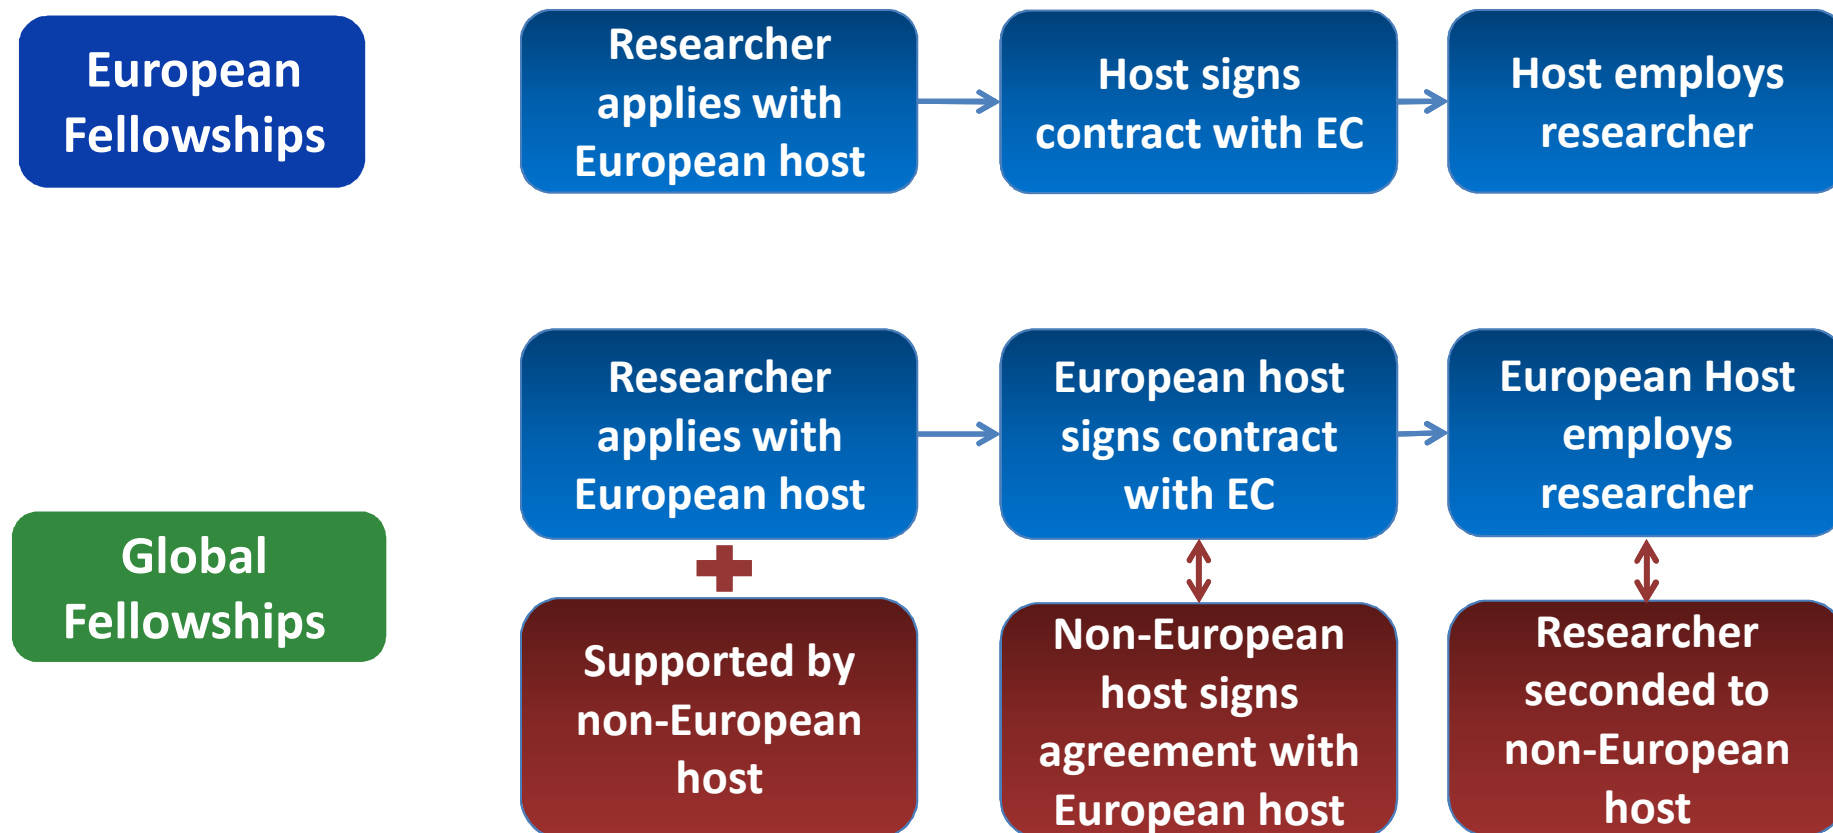 European
Fellowships
Researcher
applies with
European host
Host signs
contract with EC
Host employs
researcher
Global
Fellowships
Researcher
applies with
European host
European host
signs contract
with EC
European Host
employs
researcher
Supported by
non-European
host
Non-European
host signs
agreement with
European host
Researcher
seconded to
non-European
host